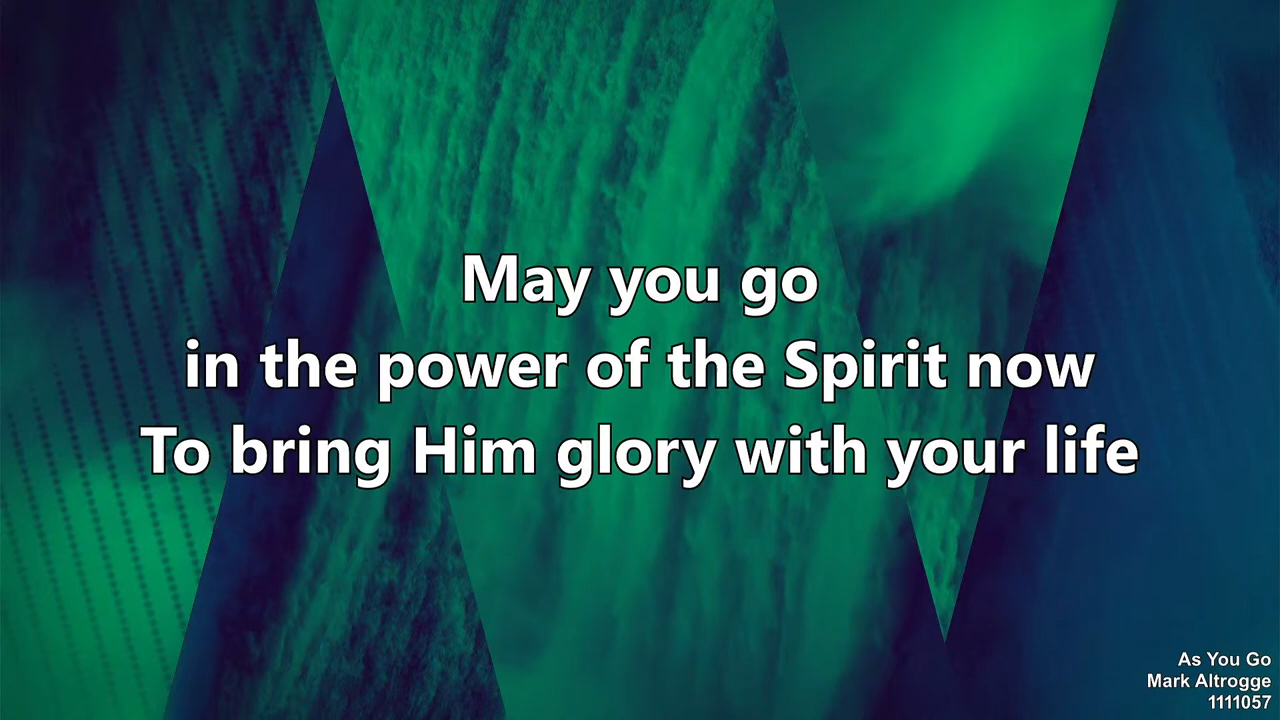 May you go
in the power of the Spirit now
To bring Him glory with your life
As You Go
Mark Altrogge
1111057